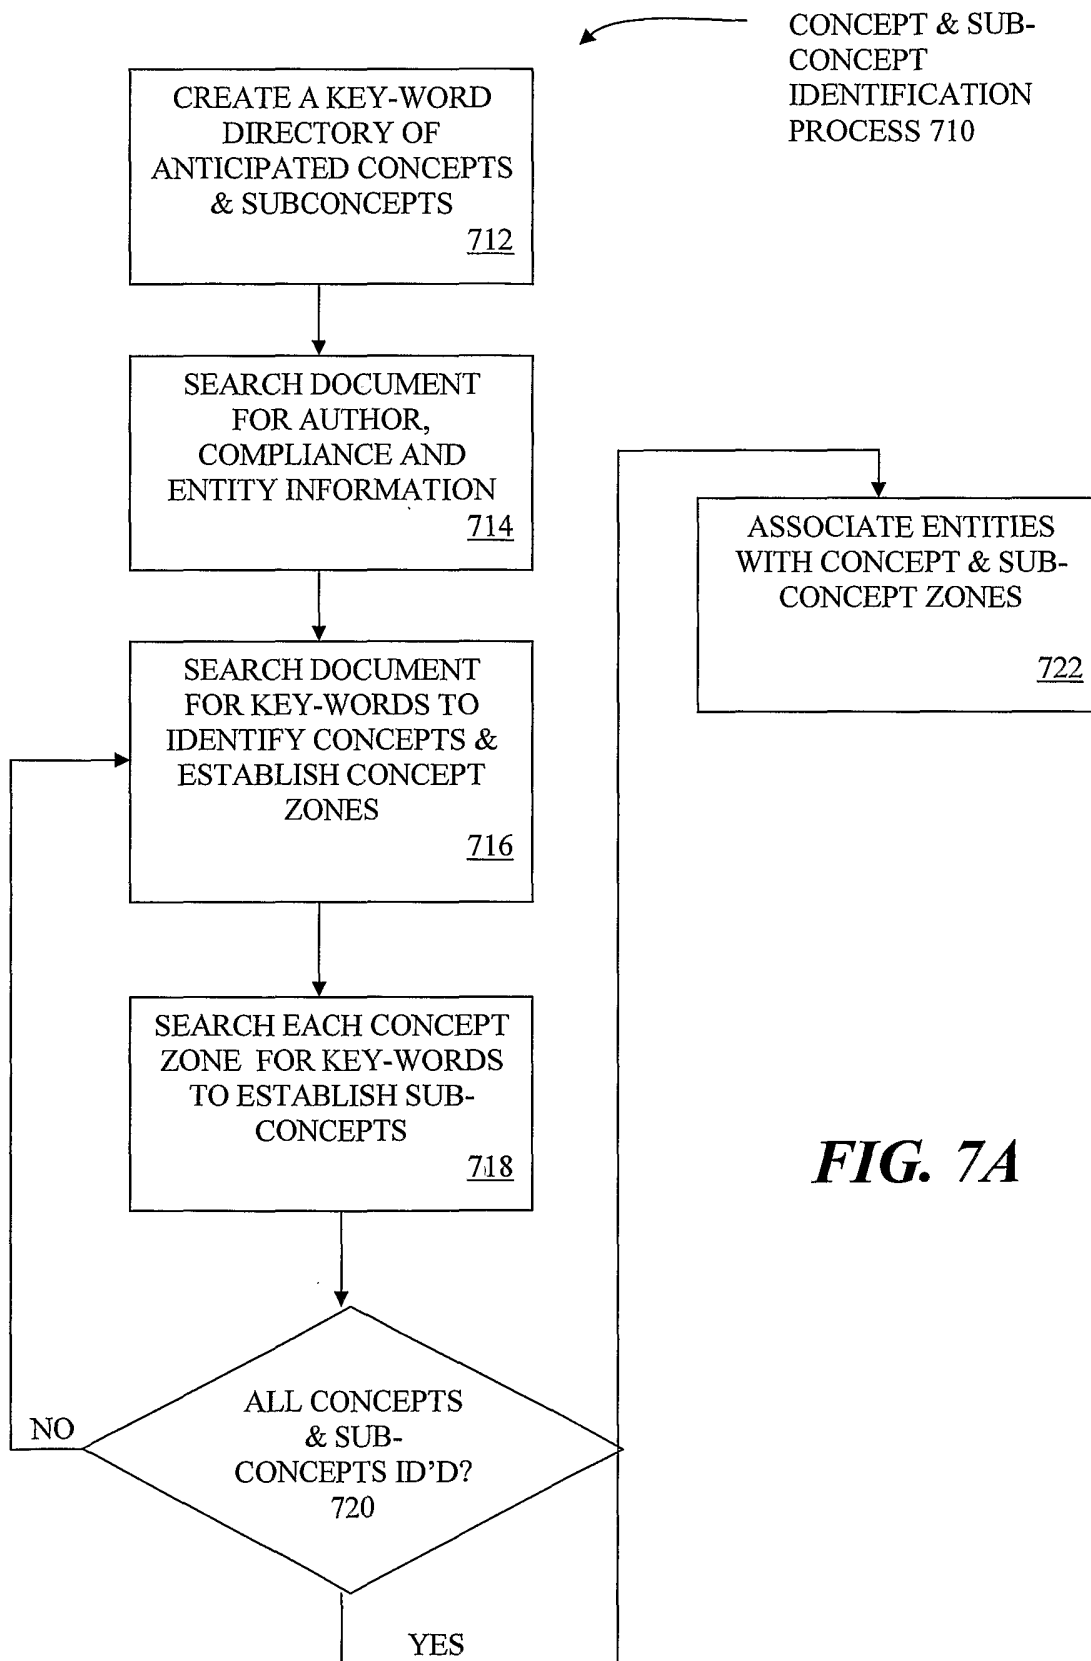 CONCEPT & SUB-
CONCEPT
IDENTIFICATION
PROCESS 710
CREATE A KEY-WORD
DIRECTORY OF
ANTICIPATED CONCEPTS
& SUBCONCEPTS
712
SEARCH DOCUMENT
FOR AUTHOR,
COMPLIANCE AND
ENTITY INFORMATION
714
SEARCH DOCUMENT
FOR KEY-WORDS TO
IDENTIFY CONCEPTS &
ESTABLISH CONCEPT
ZONES
716
SEARCH EACH CONCEPT
ZONE FOR KEY-WORDS
TO ESTABLISH SUB-
CONCEPTS
718
ALL CONCEPTS
& SUB-
CONCEPTS ID'D?
720
NO
YES
ASSOCIATE ENTITIES
WITH CONCEPT & SUB-
CONCEPT ZONES
722
FIG. 7A